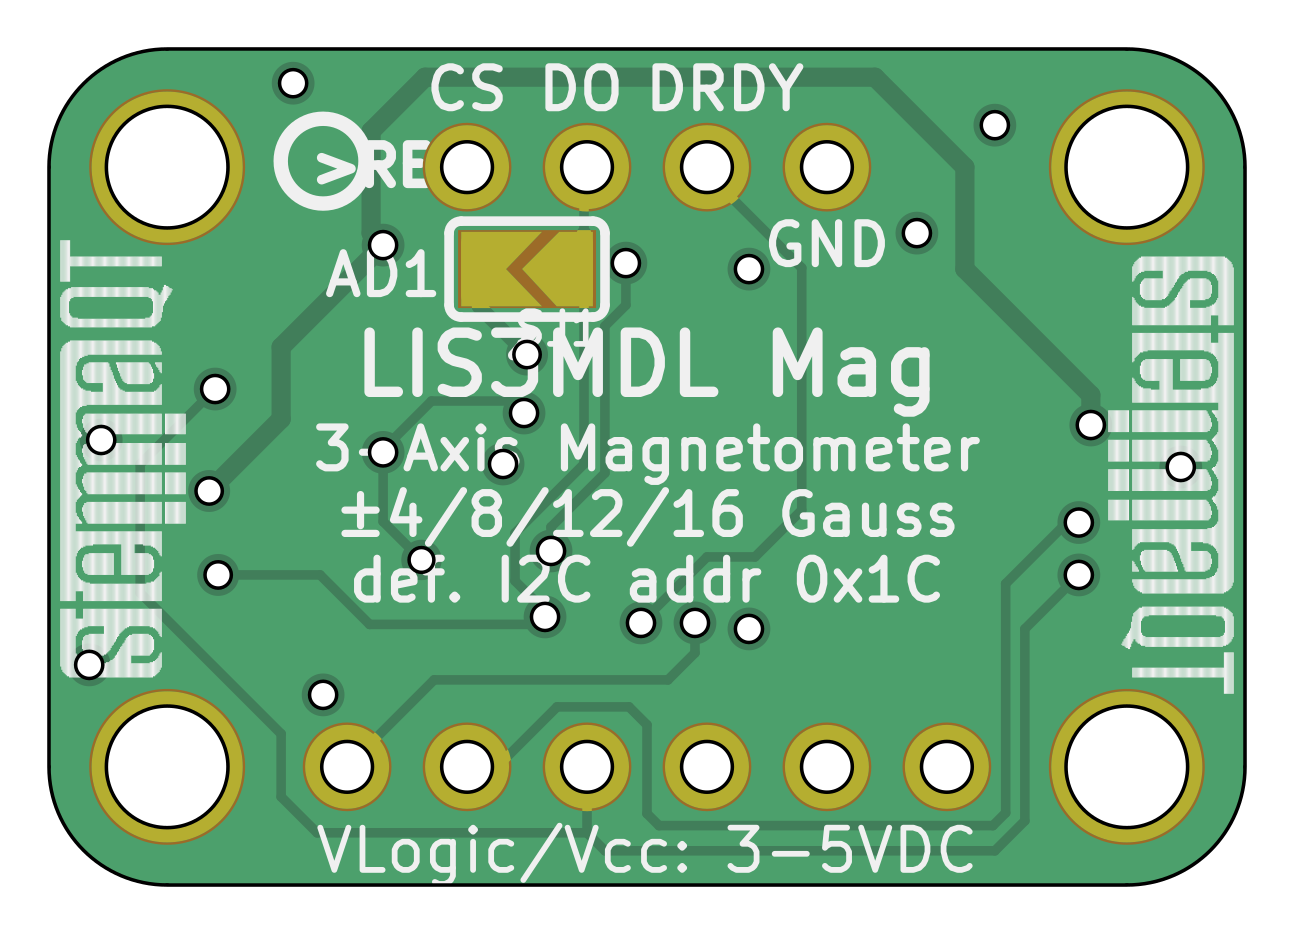 CS DO DRDY
>RE
GND
AD1
LIS3MDL Mag
3-Axis Magnetometer
±4/8/12/16 Gauss
def. I2C addr 0x1C
stemmaQT
stemmaQT
VLogic/Vcc: 3-5VDC